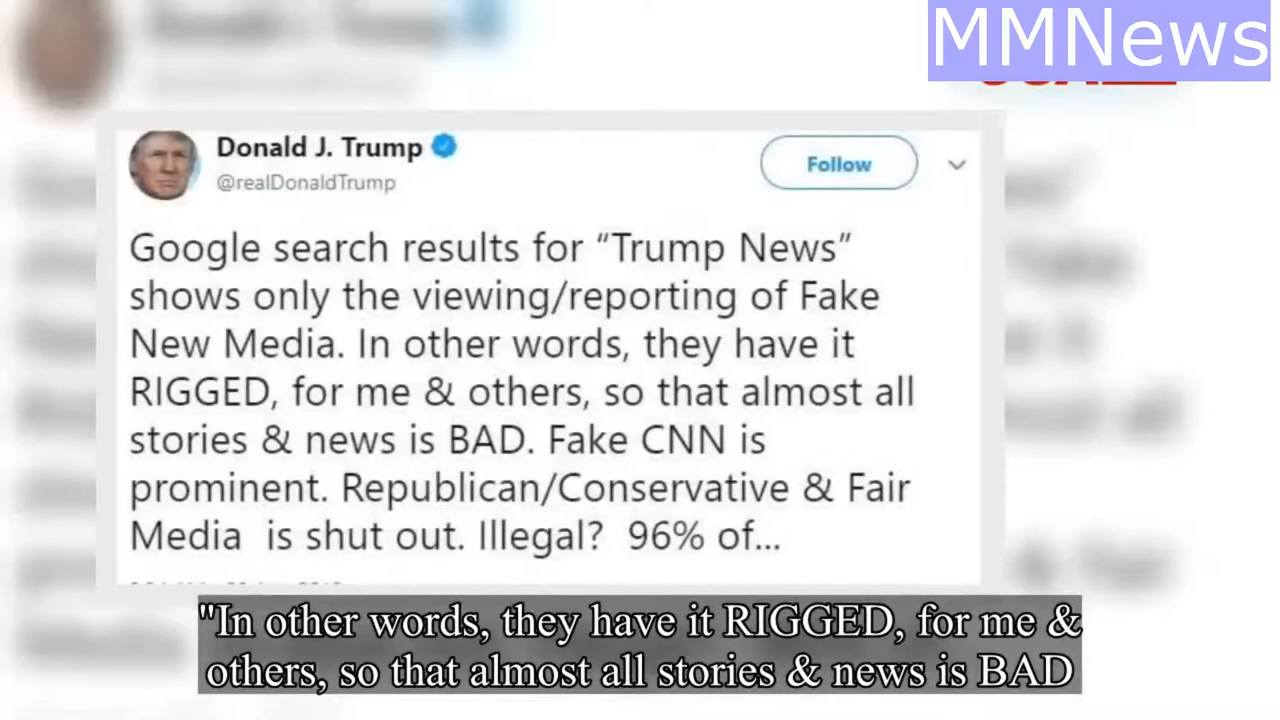 MMNews
Donald J. Trump
@realDonaldTrump
Follow
Google search results for “Trump News”
shows only the viewing/reporting of Fake
New Media. In other words, they have it
RIGGED, for me & others, so that almost all
stories & news is BAD. Fake CNN is
prominent. Republican/Conservative & Fair
Media is shut out. Illegal? 96% of...
"In other words, they have it RIGGED, for me &
others, so that almost all stories & news is BAD